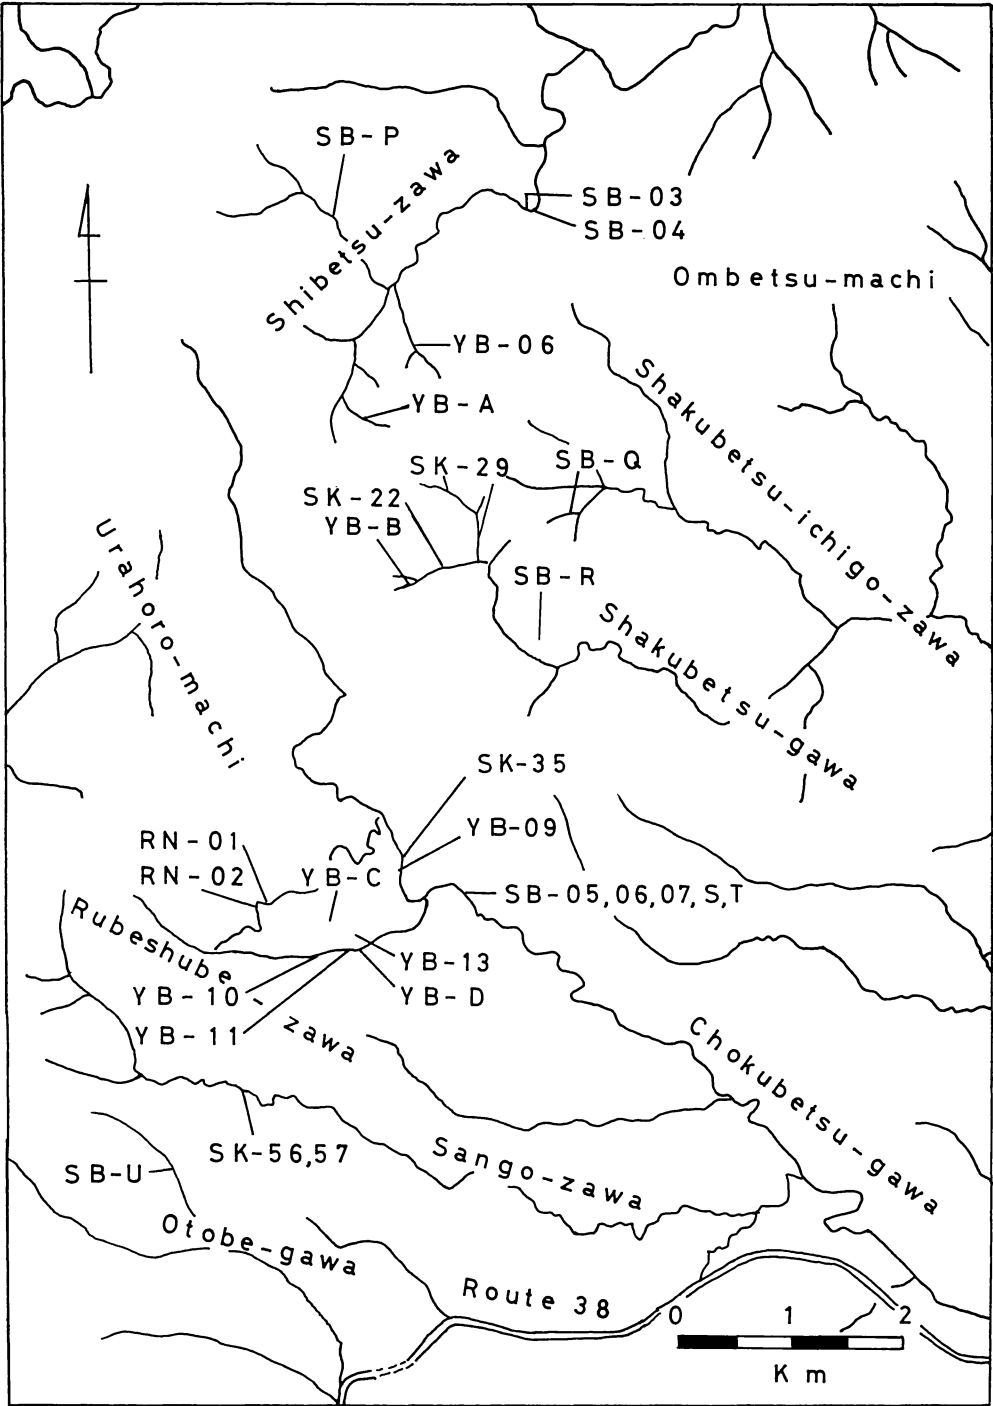 SB-P
Shibetsu-zawa
SB-03
SB-04
Ombetsu-machi
YB-06
YB-A
Shakubetsu-ichigo-zawa
SB-Q
SK-29
SK-22
YB-B
Urahoro-machi
SB-R
Shakubetsu-gawa
SK-35
YB-09
RN-01
RN-02
YB-C
SB-05,06,07,S,T
Rubeshube-zawa
YB-13
YB-D
YB-10
YB-11
Chokubetsu-gawa
SK-56,57
Sango-zawa
SB-U
Otobe-gawa
Route 38
0 1 2
Km